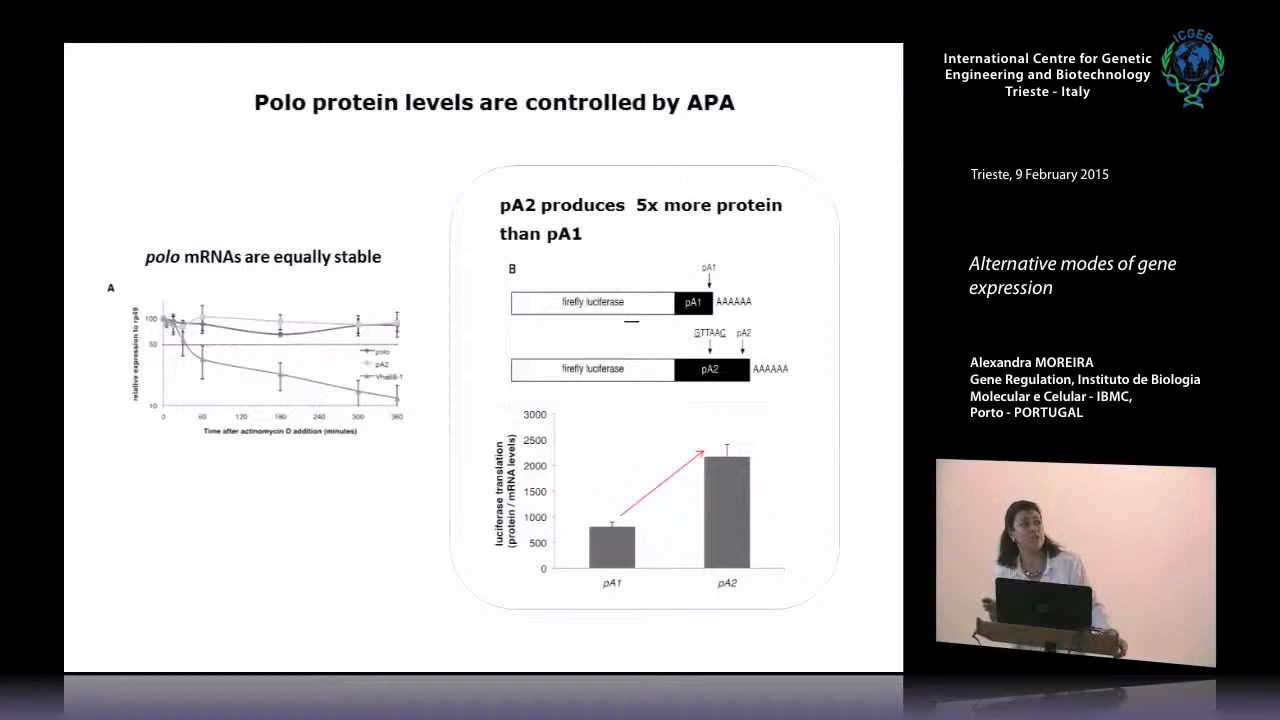 Polo protein levels are controlled by APA
polo mRNAs are equally stable
A
relative expression to rp49
100
50
10
polo
pA2
0 60 120 180 240 300 360
Time after actinomycin D addition (minutes)
pA2 produces 5x more protein
than pA1
B
pA1
firefly luciferase pA1 AAAAAA
GTTAAC pA2
firefly luciferase pA2 AAAAAA
luciferase translation
(protein / mRNA levels)
3000
2500
2000
1500
1000
500
0
pA1 pA2
ICGEB
International Centre for Genetic
Engineering and Biotechnology
Trieste - Italy
Trieste, 9 February 2015
Alternative modes of gene
expression
Alexandra MOREIRA
Gene Regulation, Instituto de Biologia
Molecular e Celular - IBMC,
Porto - PORTUGAL